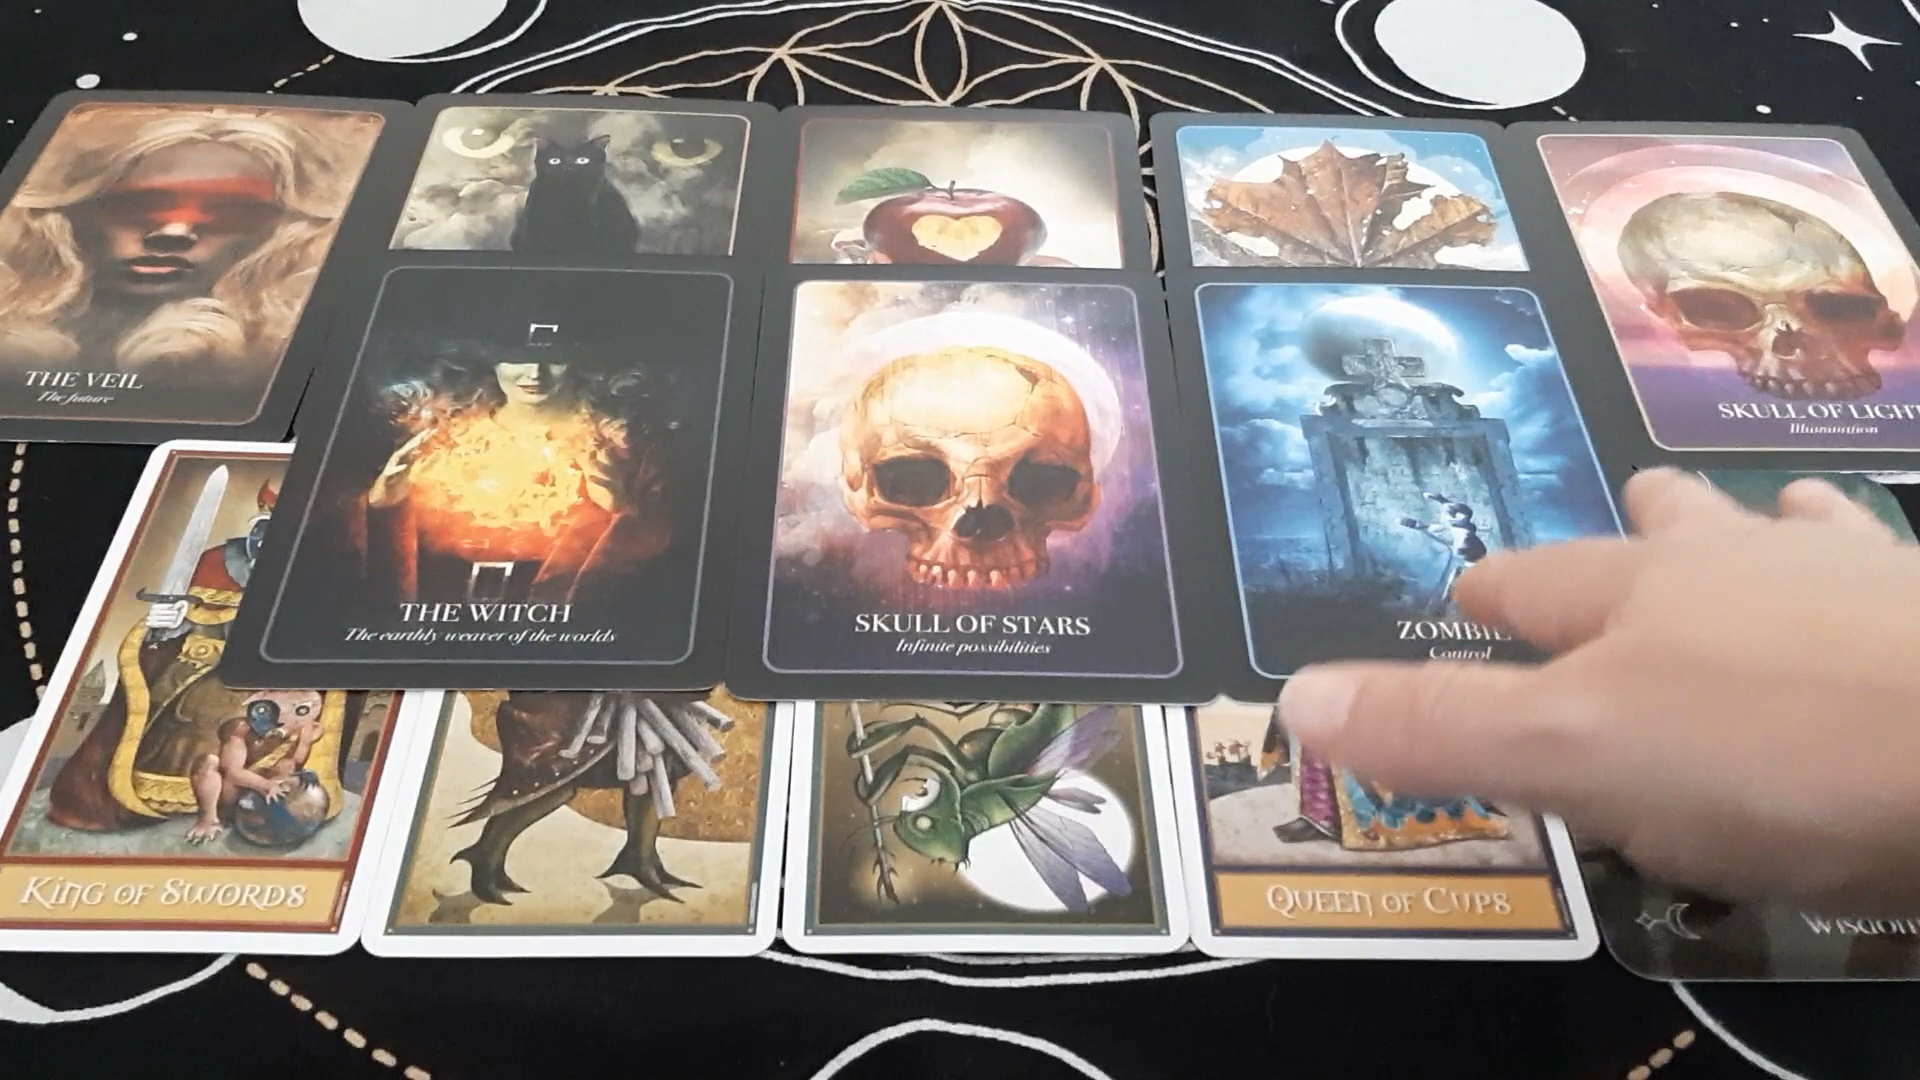 THE VEIL
The future
SKULL OF LIGHT
Illumination
THE WITCH
The earthly weaver of the worlds
SKULL OF STARS
Infinite possibilities
ZOMBIE
Control
KING OF SWORDS
QUEEN OF CUPS
WISDOM